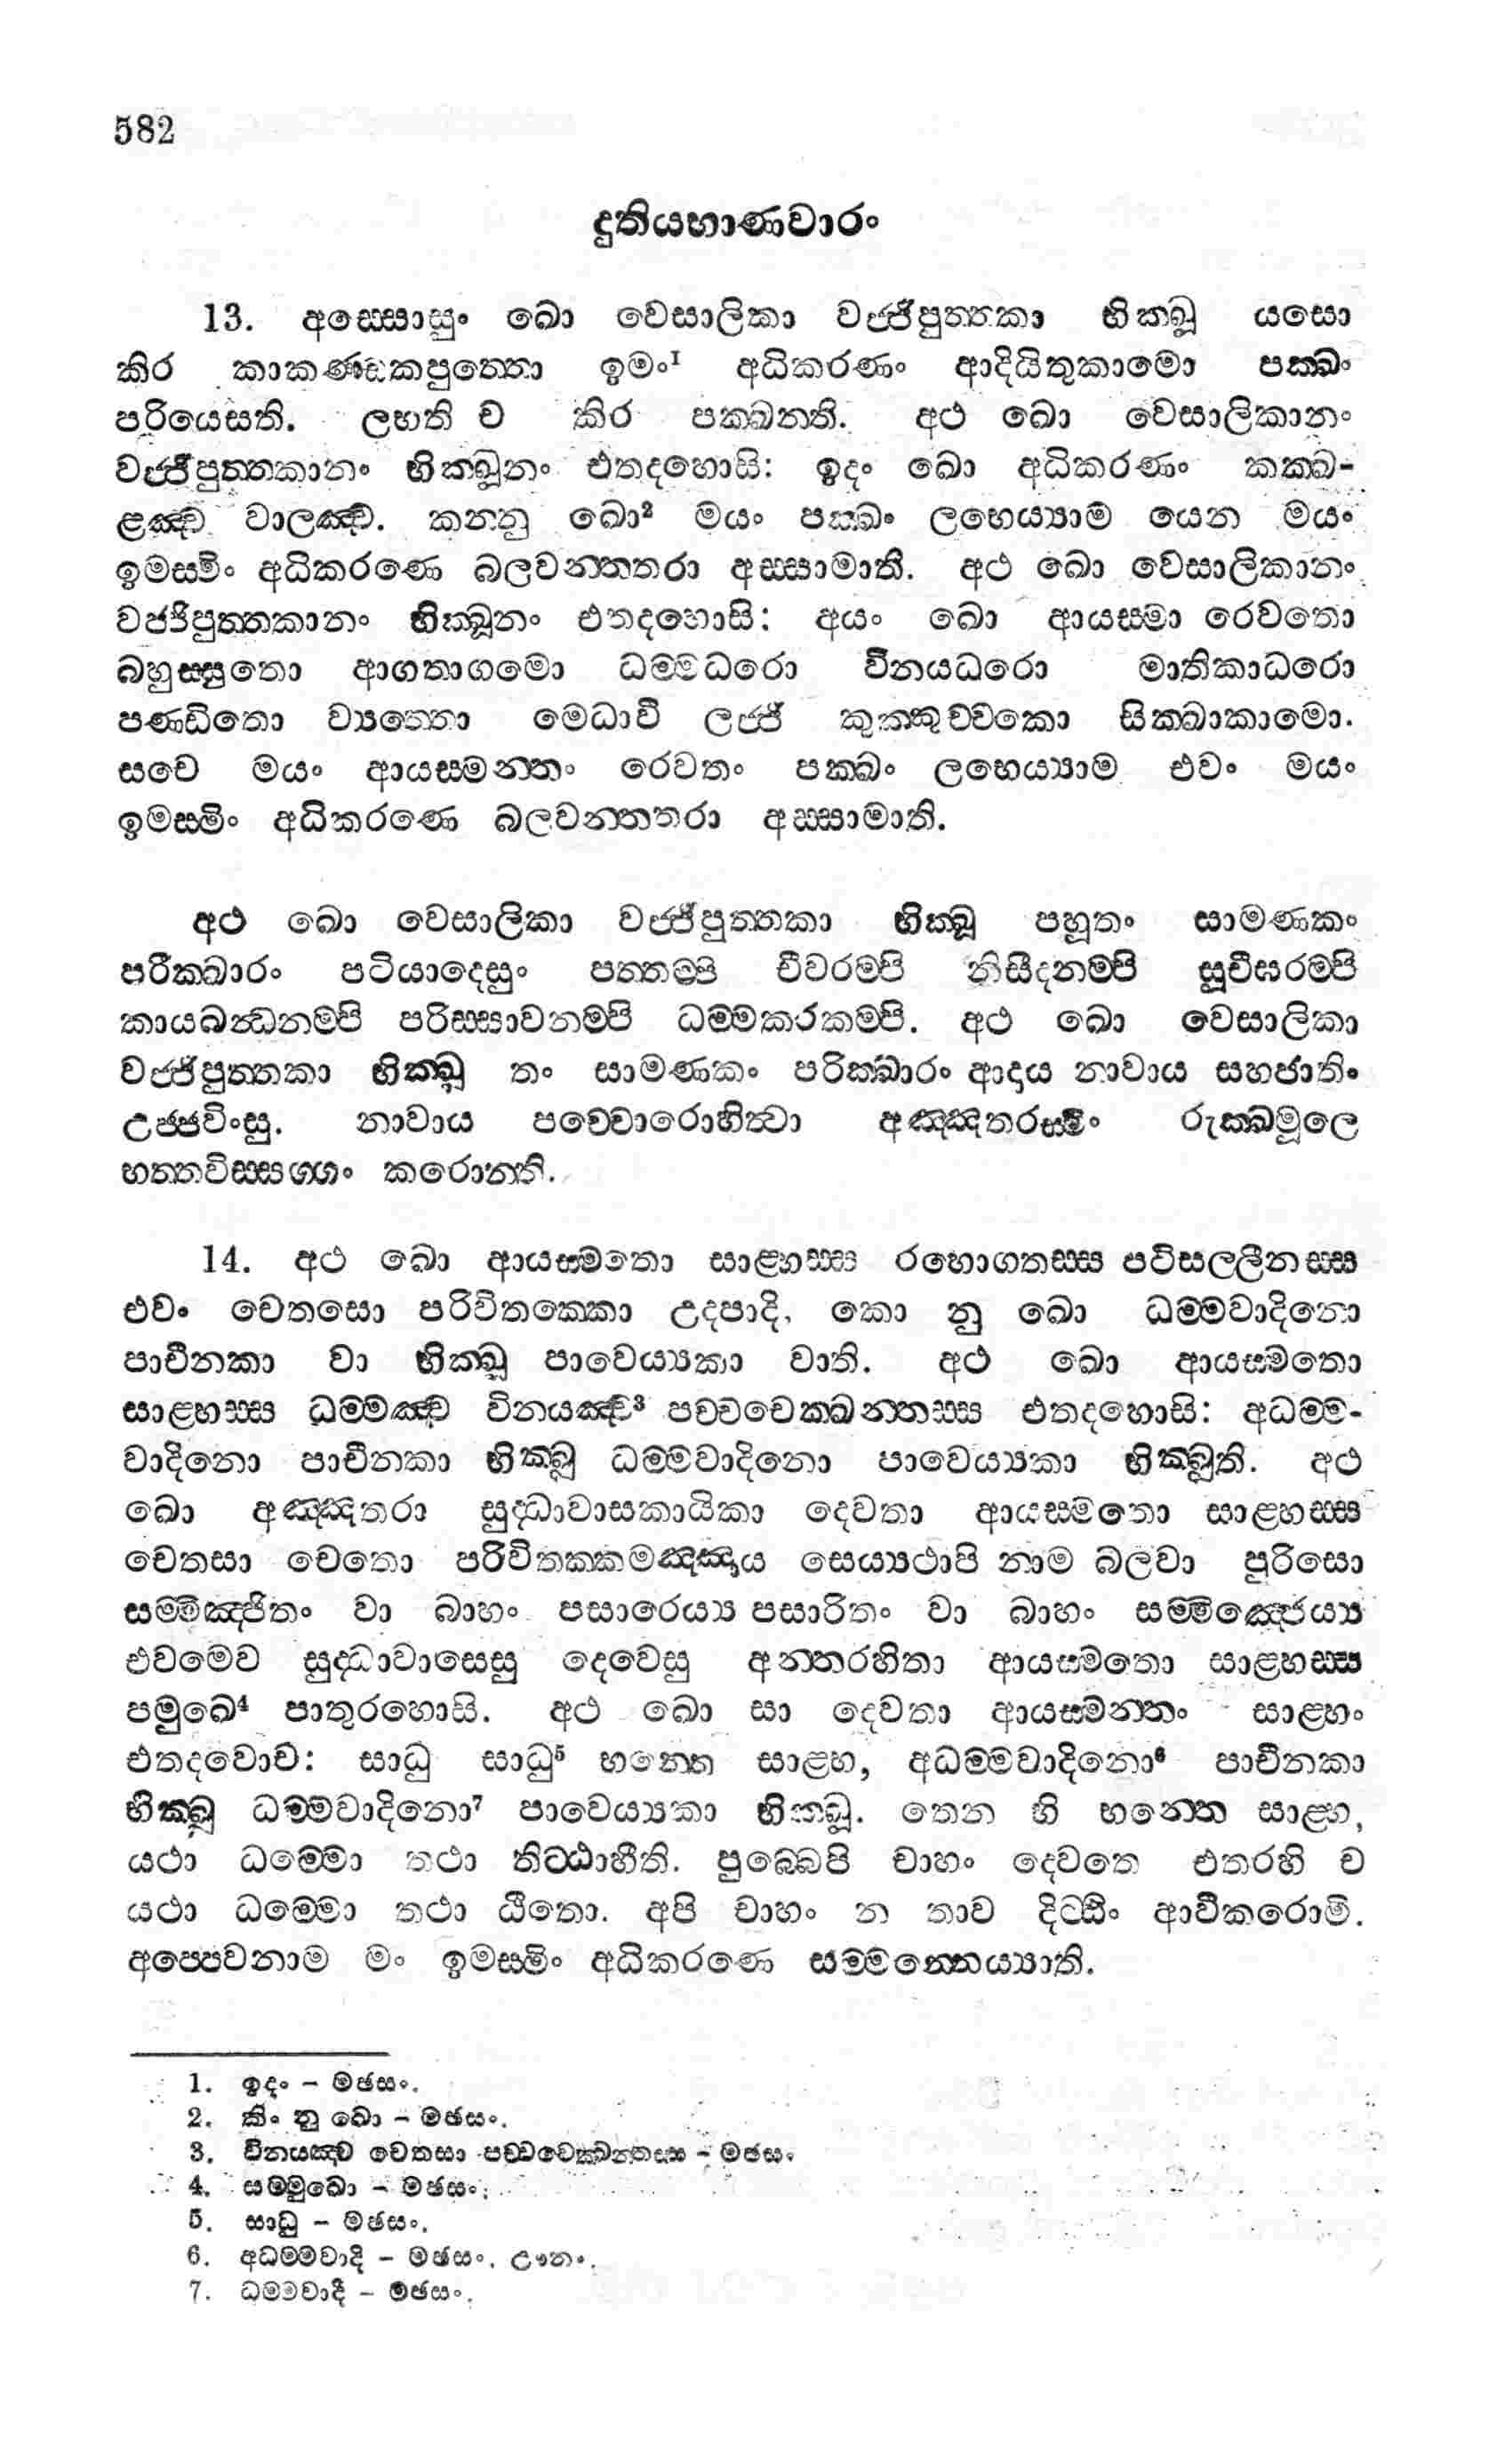 582
දුතියභාණවාරං
13. අස්සොසුං ඛො වෙසාලිකා වජ්ජිපුත්තකා භික්ඛූ යසො
කිර කාකණ්ඩකපුත්තො ඉමං¹ අධිකරණං ආදියිතුකාමො පක්ඛං
පරියෙසති. ලභති ච කිර පක්ඛන්ති. අථ ඛො වෙසාලිකානං
වජ්ජිපුත්තකානං භික්ඛූනං එතදහොසි: ඉදං ඛො අධිකරණං කක්ඛ-
ළඤ්ච වාලඤ්ච. කන්නු ඛො² මයං පක්ඛං ලභෙය්‍යාම යෙන මයං
ඉමස්මිං අධිකරණෙ බලවන්තතරා අස්සාමාති. අථ ඛො වෙසාලිකානං
වජ්ජිපුත්තකානං භික්ඛූනං එතදහොසි: අයං ඛො ආයස්මා රෙවතො
බහුස්සුතො ආගතාගමො ධම්මධරො විනයධරො මාතිකාධරො
පණ්ඩිතො ව්‍යත්තො මෙධාවී ලජ්ජී කුක්කුච්චකො සික්ඛාකාමො.
සචෙ මයං ආයස්මන්තං රෙවතං පක්ඛං ලභෙය්‍යාම එවං මයං
ඉමස්මිං අධිකරණෙ බලවන්තතරා අස්සාමාති.
අථ ඛො වෙසාලිකා වජ්ජිපුත්තකා භික්ඛූ පහූතං සාමණකං
පරික්ඛාරං පටියාදෙසුං පත්තම්පි චීවරම්පි නිසීදනම්පි සූචිඝරම්පි
කායබන්ධනම්පි පරිස්සාවනම්පි ධම්මකරකම්පි. අථ ඛො වෙසාලිකා
වජ්ජිපුත්තකා භික්ඛූ තං සාමණකං පරික්ඛාරං ආදාය නාවාය සහජාතිං
උජ්ජවිංසු. නාවාය පච්චොරොහිත්‍වා අඤ්ඤතරස්මිං රුක්ඛමූලෙ
භත්තවිස්සග්ගං කරොන්ති.
14. අථ ඛො ආයස්මතො සාළ්හස්ස රහොගතස්ස පටිසල්ලීනස්ස
එවං චෙතසො පරිවිතක්කො උදපාදි, කො නු ඛො ධම්මවාදිනො
පාචීනකා වා භික්ඛූ පාවෙය්‍යකා වාති. අථ ඛො ආයස්මතො
සාළ්හස්ස ධම්මඤ්ච විනයඤ්ච³ පච්චවෙක්ඛන්තස්ස එතදහොසි: අධම්ම-
වාදිනො පාචීනකා භික්ඛූ ධම්මවාදිනො පාවෙය්‍යකා භික්ඛූති. අථ
ඛො අඤ්ඤතරා සුද්ධාවාසකායිකා දෙවතා ආයස්මතො සාළ්හස්ස
චෙතසා චෙතො පරිවිතක්කමඤ්ඤාය සෙය්‍යථාපි නාම බලවා පුරිසො
සම්මිඤ්ජිතං වා බාහං පසාරෙය්‍ය පසාරිතං වා බාහං සම්මිඤ්ජෙය්‍ය
එවමෙව සුද්ධාවාසෙසු දෙවෙසු අන්තරහිතා ආයස්මතො සාළ්හස්ස
පමුඛෙ⁴ පාතුරහොසි. අථ ඛො සා දෙවතා ආයස්මන්තං සාළ්හං
එතදවොච: සාධු සාධු⁵ භන්තෙ සාළ්හ, අධම්මවාදිනො⁶ පාචීනකා
භික්ඛූ ධම්මවාදිනො⁷ පාවෙය්‍යකා භික්ඛූ. තෙන හි භන්තෙ සාළ්හ,
යථා ධම්මො තථා තිට්ඨාහීති. පුබ්බෙපි චාහං දෙවතෙ එතරහි ච
යථා ධම්මො තථා ඨිතො. අපි චාහං න තාව දිට්ඨිං ආවීකරොමි.
අප්පෙවනාම මං ඉමස්මිං අධිකරණෙ සම්මන්නෙය්‍යාති.
1. ඉදං – මඡසං.
2. කිං නු ඛො – මඡසං.
3. විනයඤ්ච චෙතසා පච්චවෙක්ඛන්තස්ස – මඡසං.
4. සම්මුඛො – මඡසං.
5. සාධු – මඡසං.
6. අධම්මවාදි – මඡසං. ඌනං.
7. ධම්මවාදී – මඡසං.